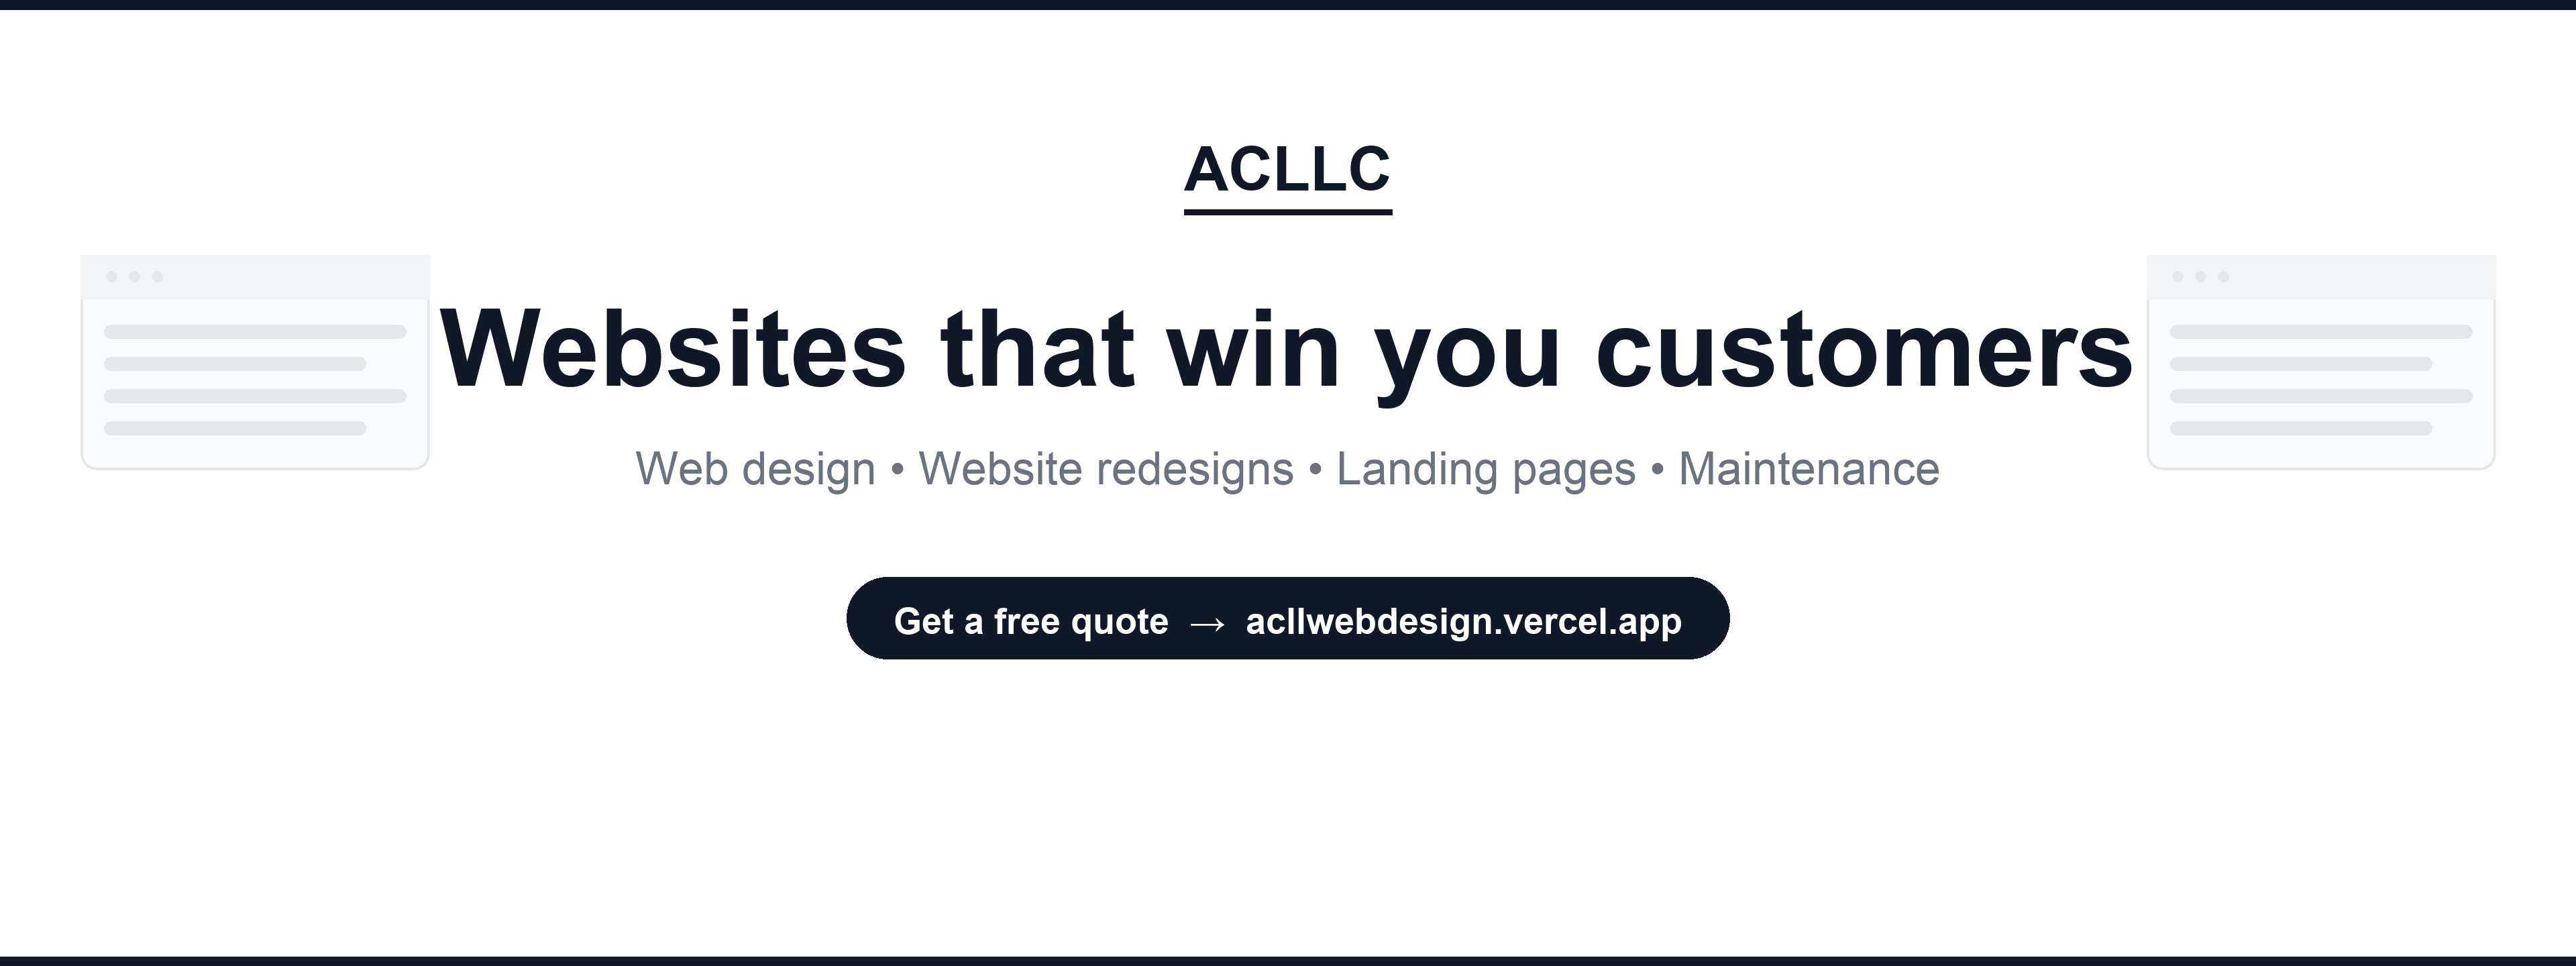 ACLLC
Websites that win you customers
Web design • Website redesigns • Landing pages • Maintenance
Get a free quote → acllwebdesign.vercel.app